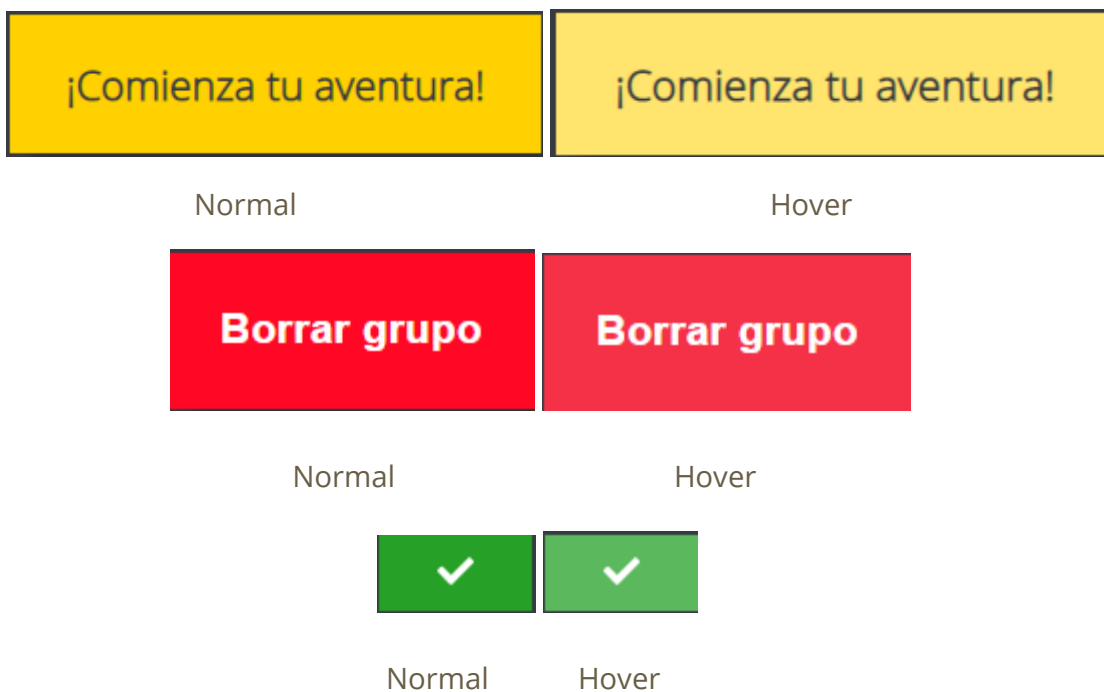 ¡Comienza tu aventura! ¡Comienza tu aventura!
Normal Hover
Borrar grupo Borrar grupo
Normal Hover
Normal Hover